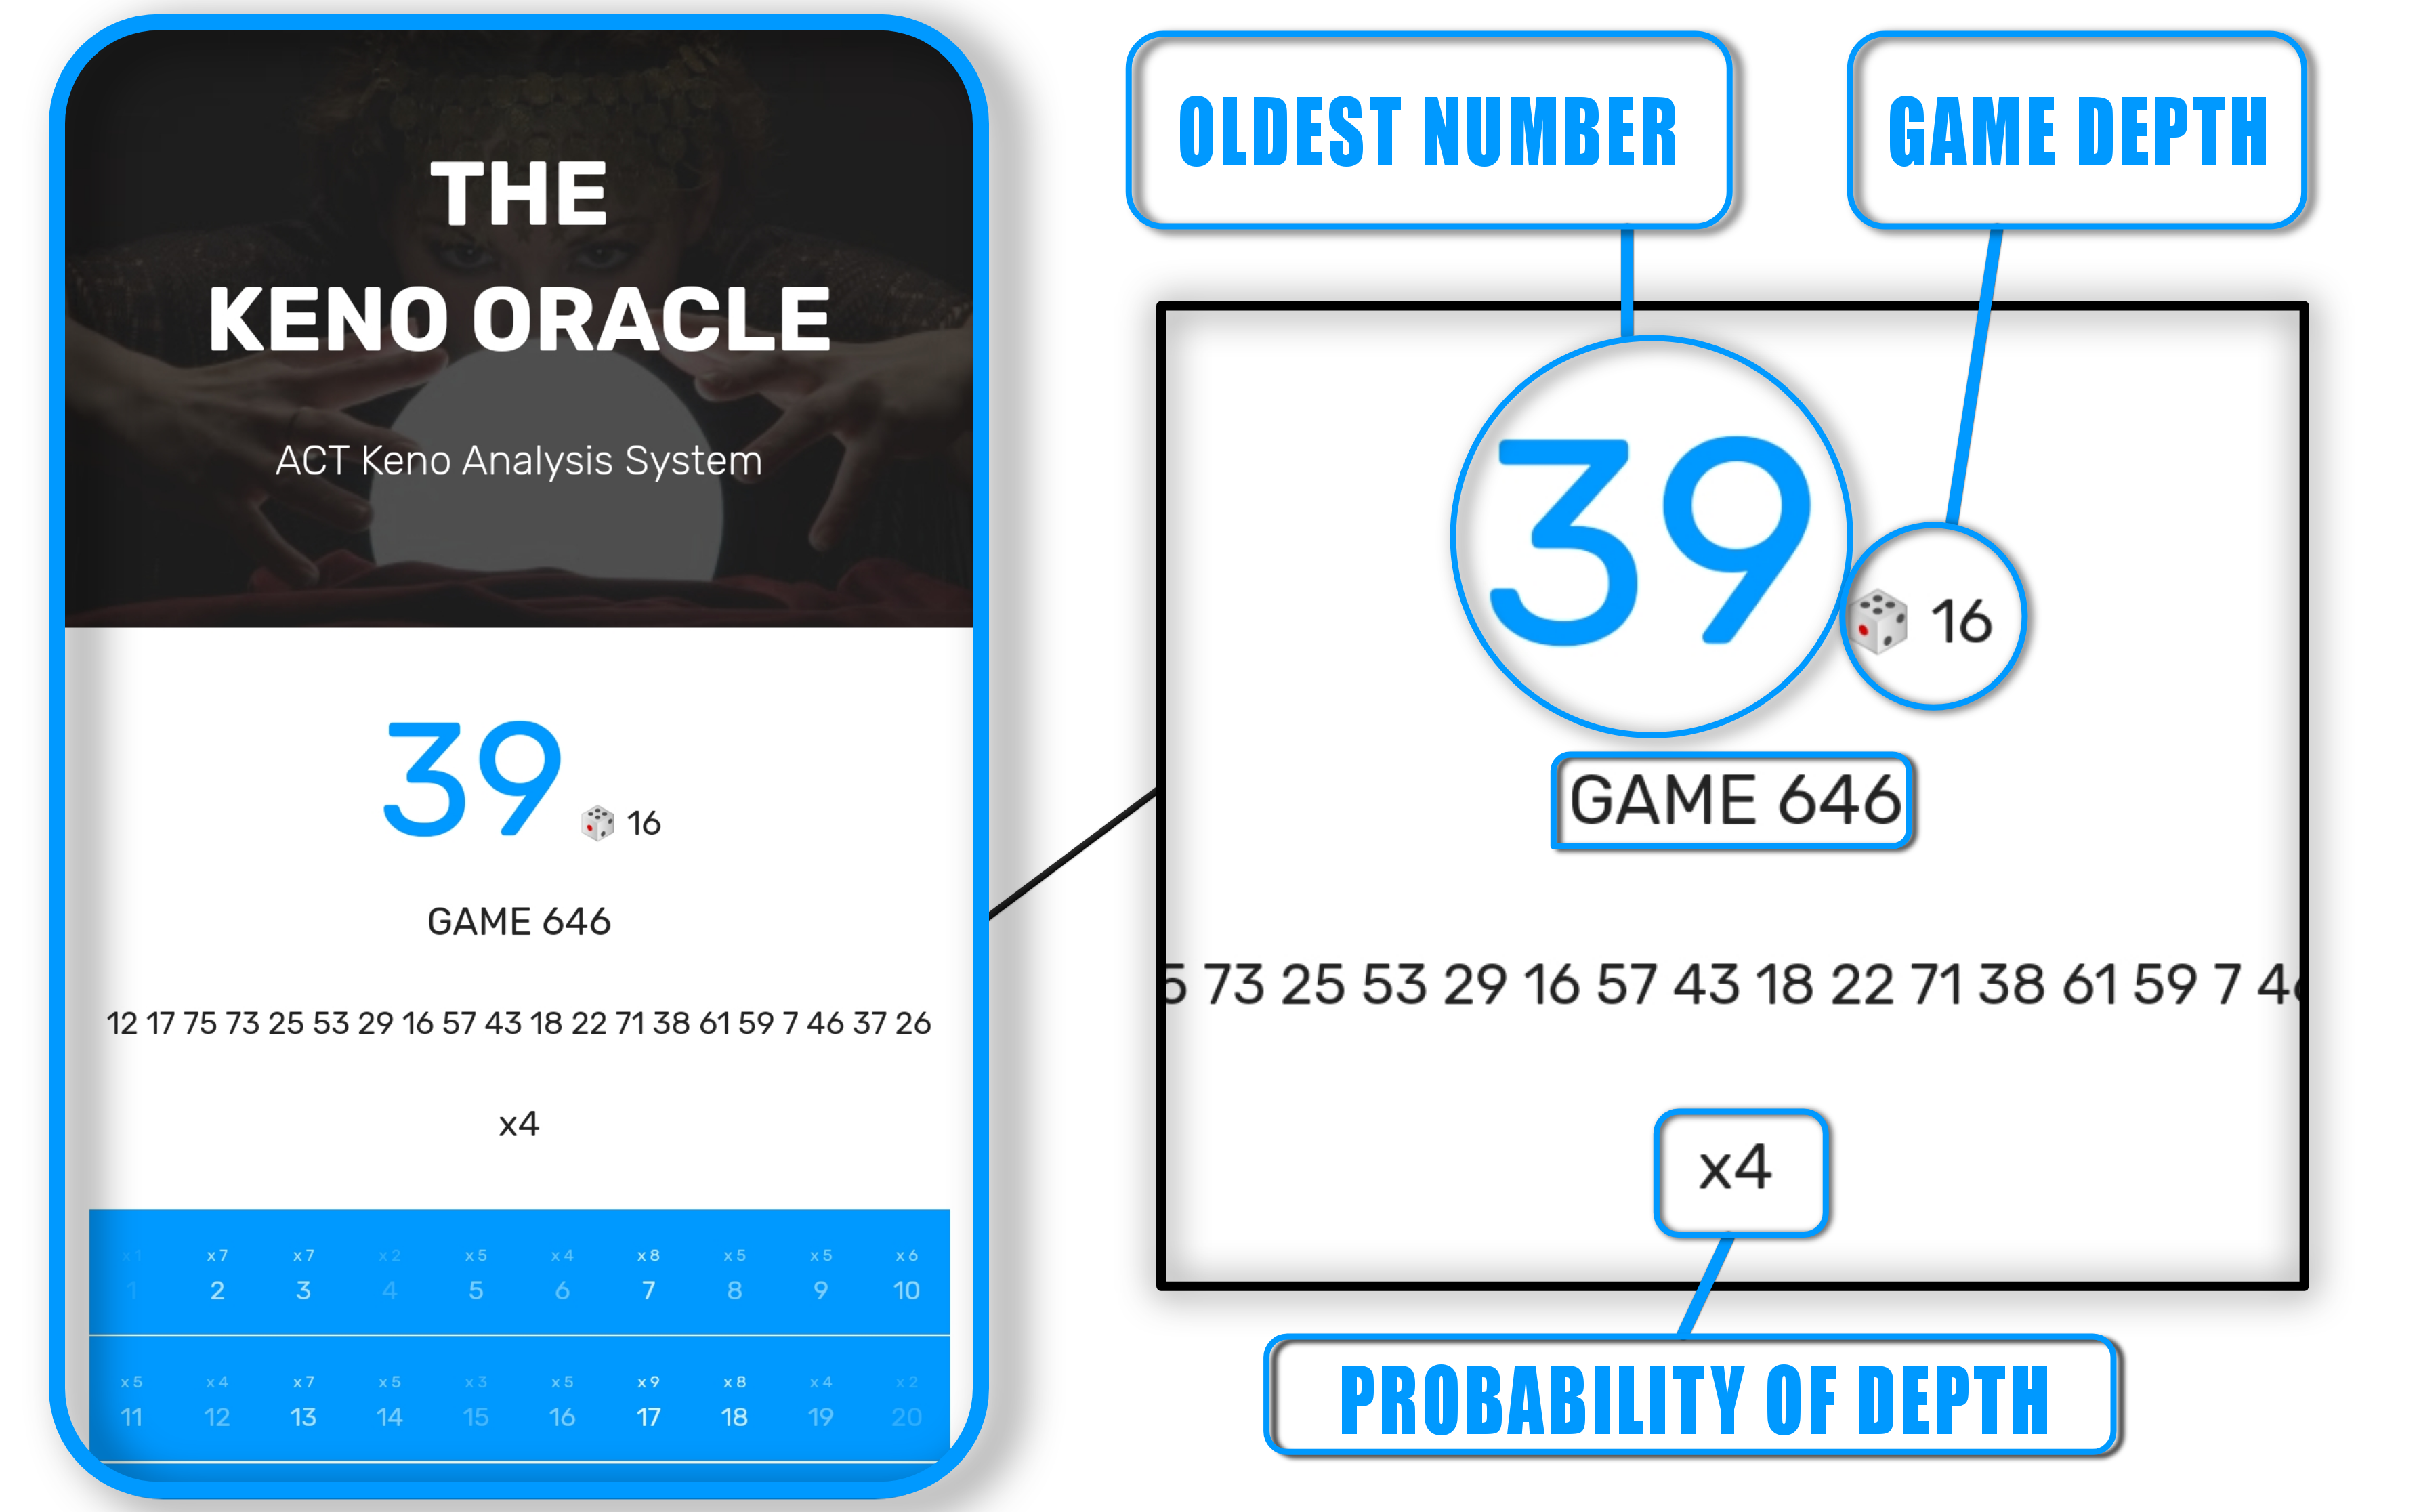 THE
KENO ORACLE
ACT Keno Analysis System
39 16
GAME 646
12 17 75 73 25 53 29 16 57 43 18 22 71 38 61 59 7 46 37 26
x4
x1 x7 x7 x2 x5 x4 x8 x5 x5 x6
1 2 3 4 5 6 7 8 9 10
x5 x4 x7 x5 x3 x5 x9 x8 x4 x2
11 12 13 14 15 16 17 18 19 20
OLDEST NUMBER
GAME DEPTH
39 16
GAME 646
5 73 25 53 29 16 57 43 18 22 71 38 61 59 7 46
x4
PROBABILITY OF DEPTH